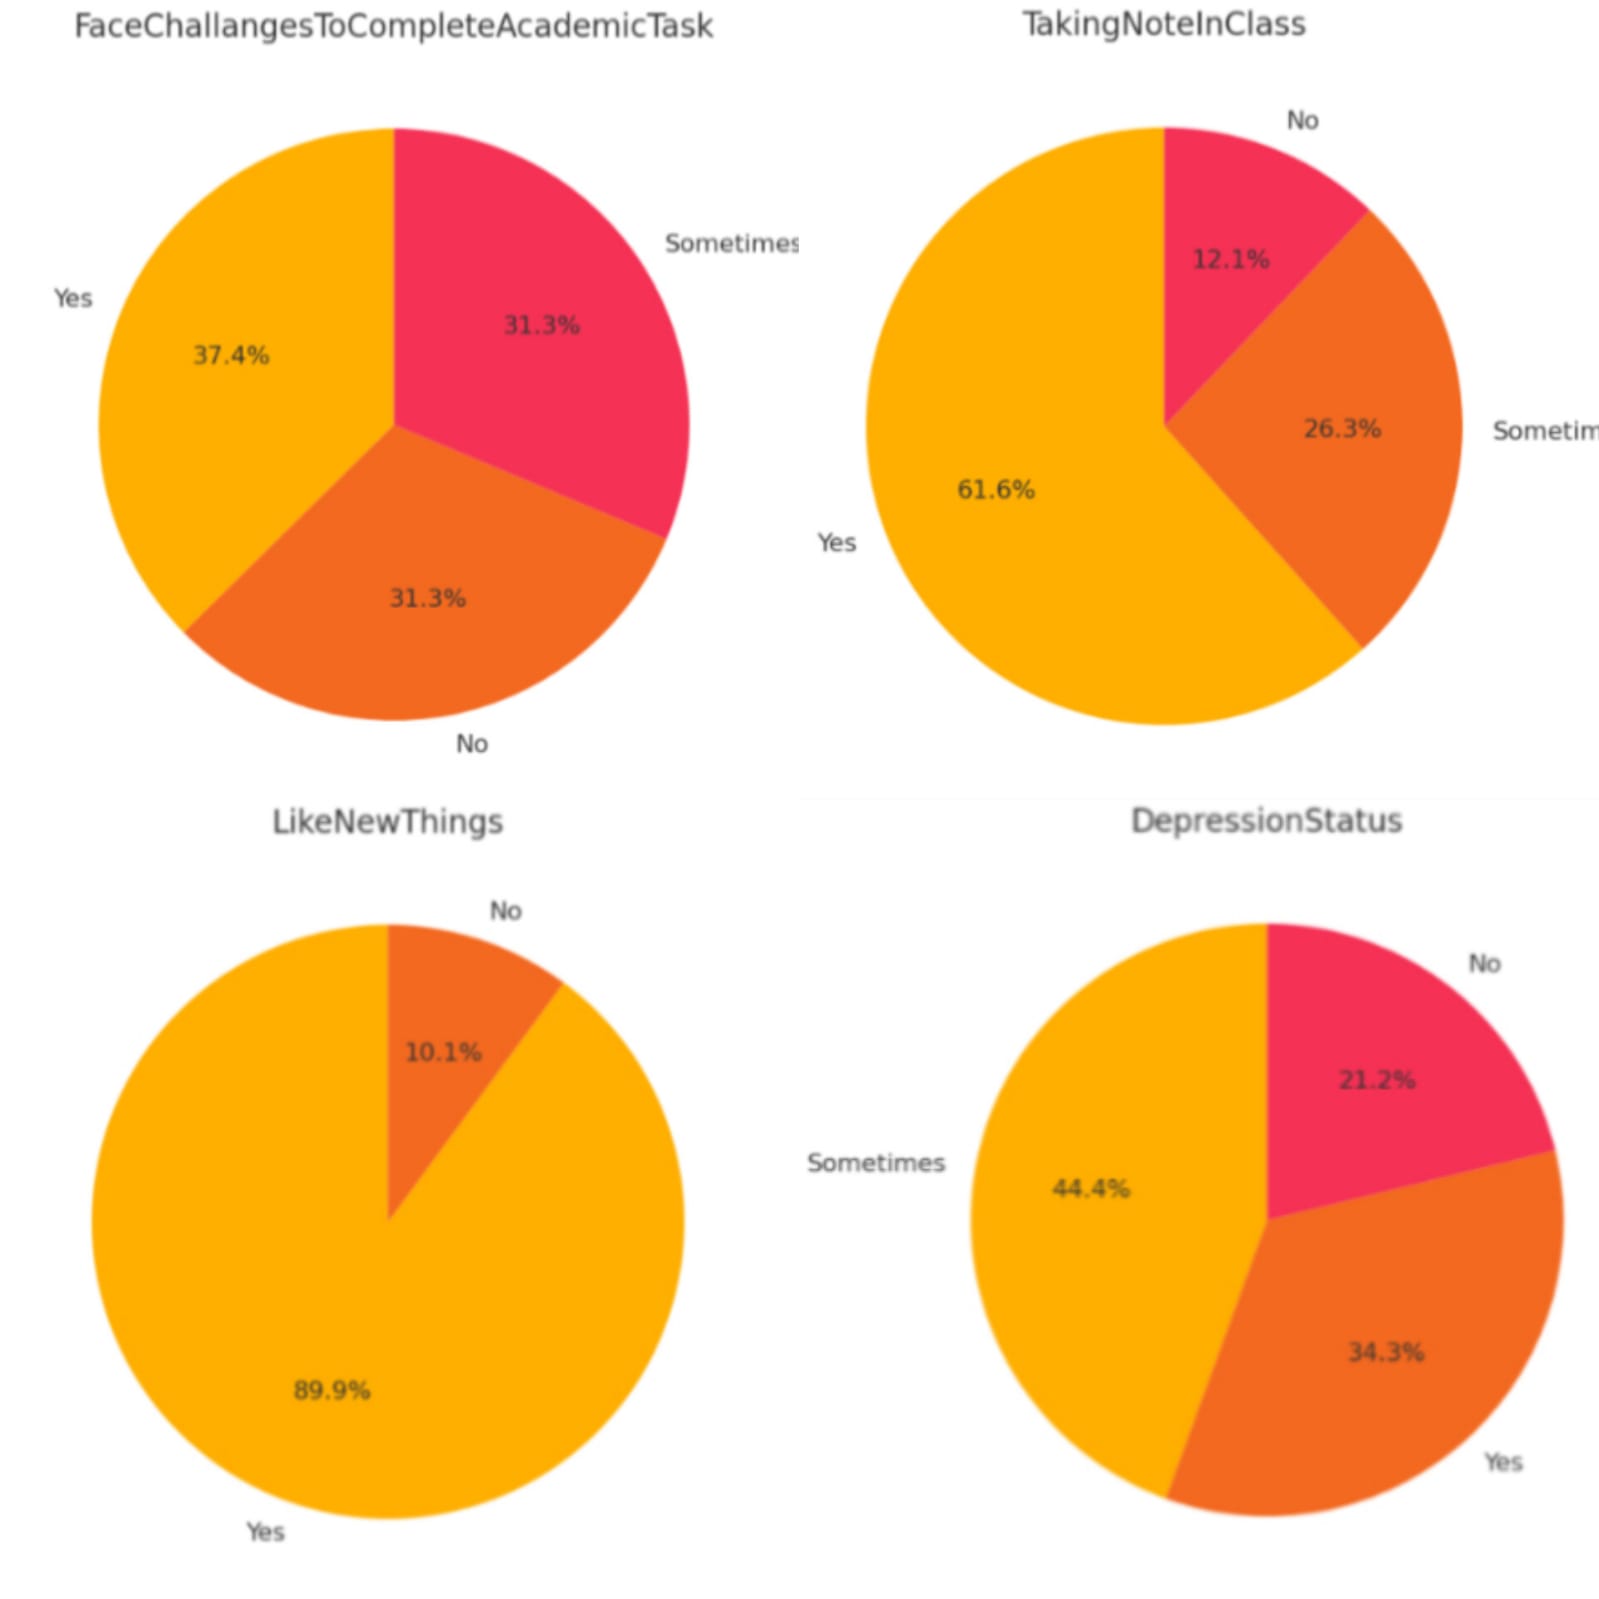 FaceChallangesToCompleteAcademicTask
Sometimes
31.3%
Yes
37.4%
31.3%
No
TakingNoteInClass
No
12.1%
26.3%
Sometim
61.6%
Yes
LikeNewThings
No
10.1%
89.9%
Yes
DepressionStatus
No
21.2%
Sometimes
44.4%
34.3%
Yes